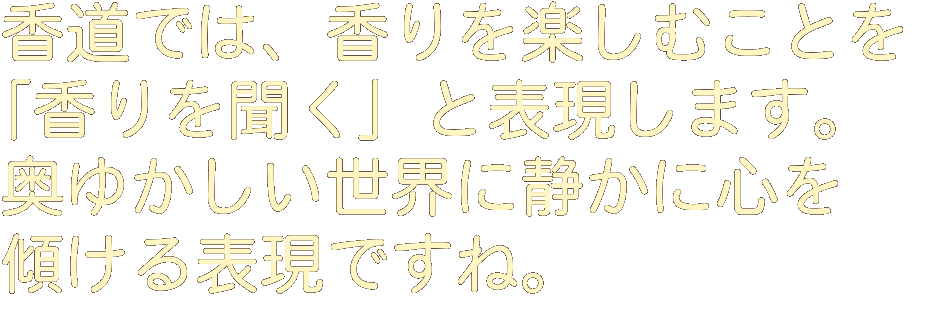 香道では、香りを楽しむことを
「香りを聞く」と表現します。
奥ゆかしい世界に静かに心を
傾ける表現ですね。